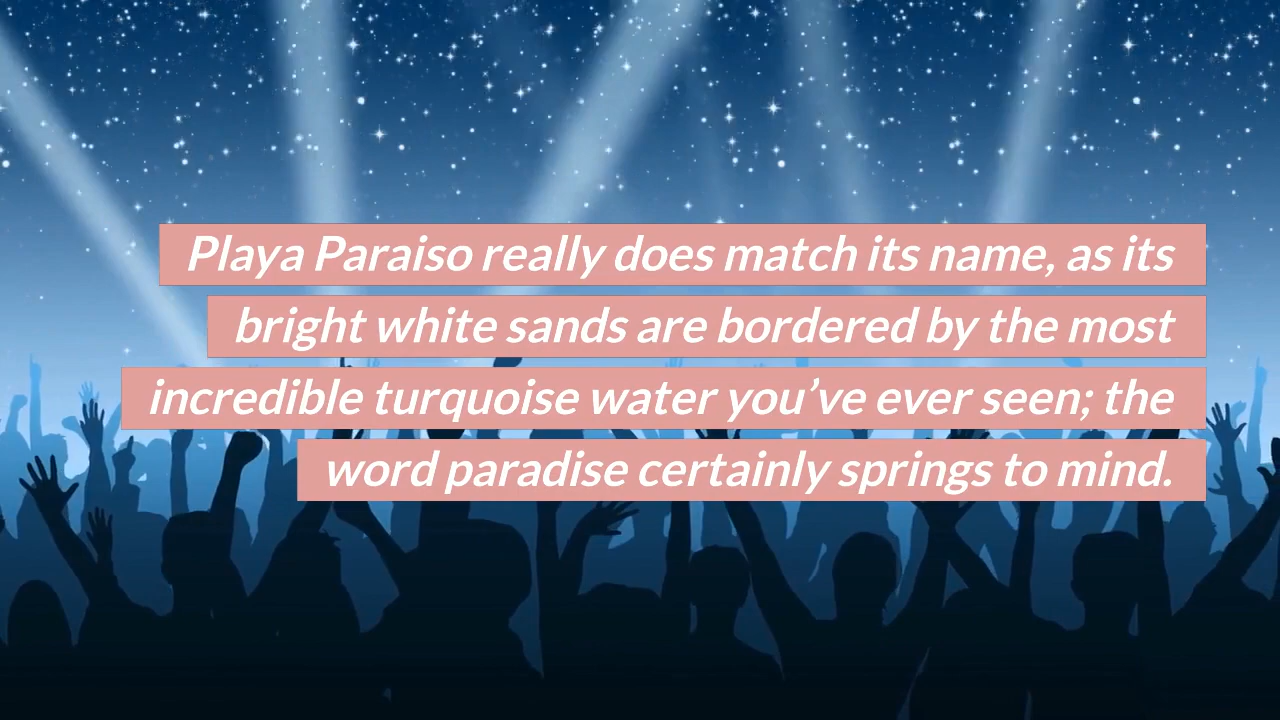 Playa Paraiso really does match its name, as its
bright white sands are bordered by the most
incredible turquoise water you’ve ever seen; the
word paradise certainly springs to mind.